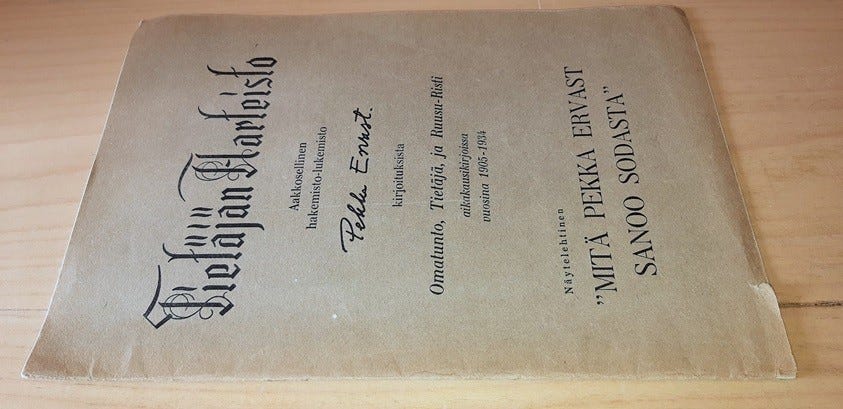 Tietäjän Aarteisto
Aakkosellinen
hakemisto-lukemisto
Pekka Ervast.
kirjoituksista
Omatunto, Tietäjä, ja Ruusu-Risti
aikakausikirjoissa
vuosina 1905-1934
Näytelehtinen
”MITÄ PEKKA ERVAST
SANOO SODASTA”